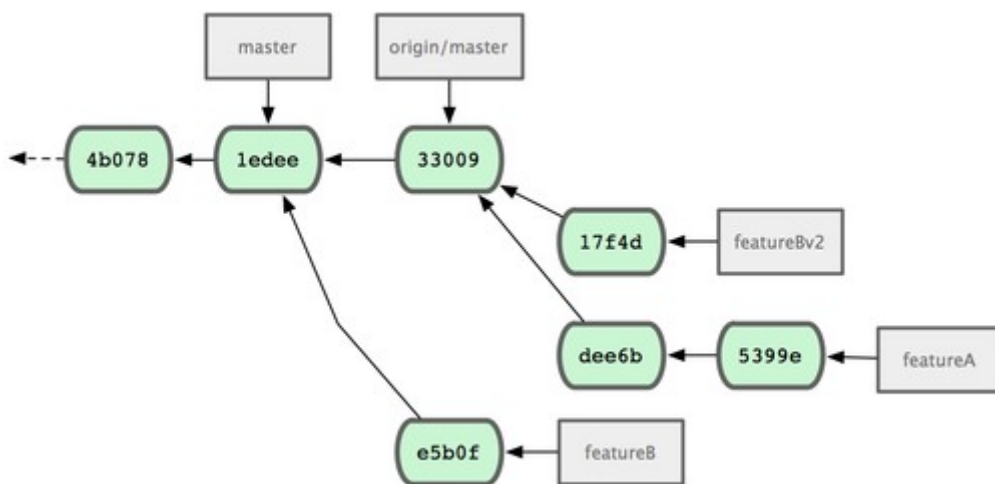 master
origin/master
4b078
1edee
33009
17f4d
featureBv2
dee6b
5399e
featureA
e5b0f
featureB